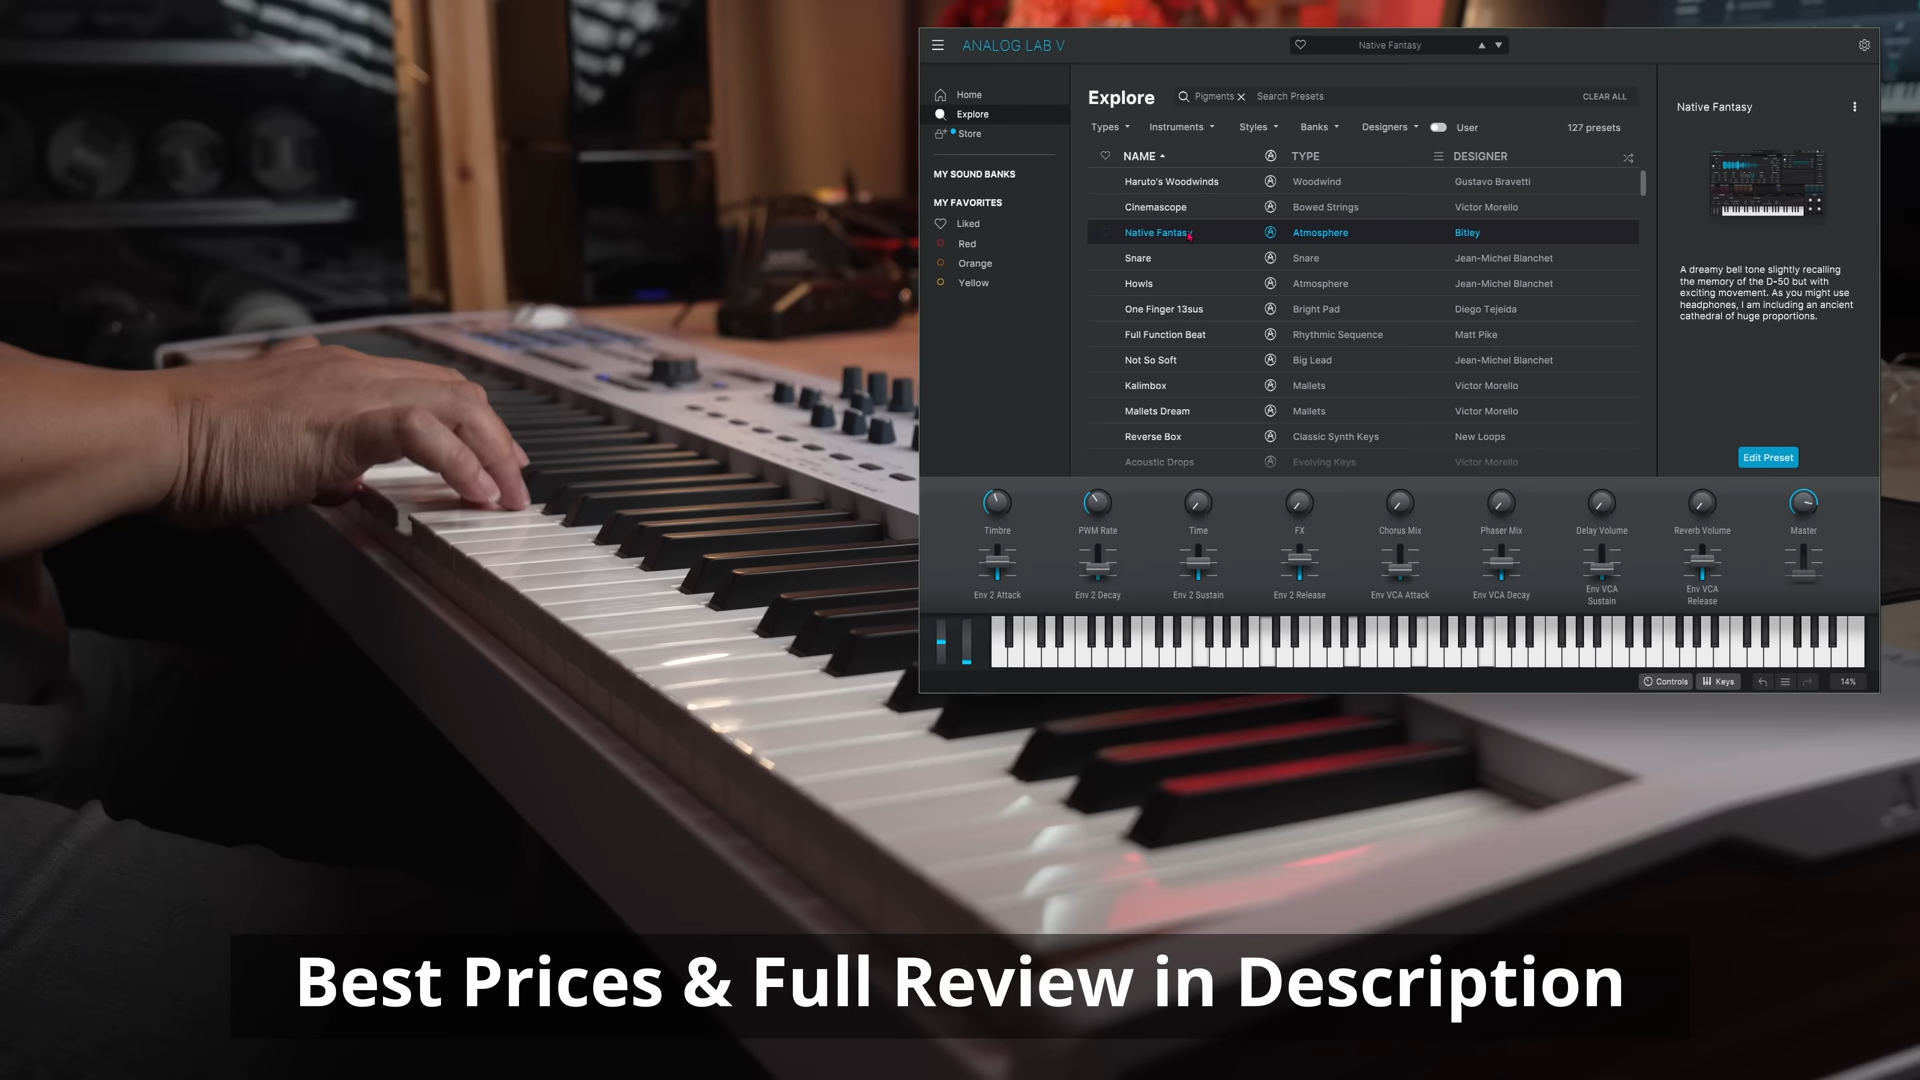 ANALOG LAB V
Native Fantasy
Home
Explore
Store
MY SOUND BANKS
MY FAVORITES
Liked
Red
Orange
Yellow
Explore
Pigments
Search Presets
CLEAR ALL
Types
Instruments
Styles
Banks
Designers
User
127 presets
NAME TYPE DESIGNER
Haruto's Woodwinds Woodwind Gustavo Bravetti
Cinemascope Bowed Strings Victor Morello
Native Fantasy Atmosphere Bitley
Snare Snare Jean-Michel Blanchet
Howls Atmosphere Jean-Michel Blanchet
One Finger 13sus Bright Pad Diego Tejeida
Full Function Beat Rhythmic Sequence Matt Pike
Not So Soft Big Lead Jean-Michel Blanchet
Kalimbox Mallets Victor Morello
Mallets Dream Mallets Victor Morello
Reverse Box Classic Synth Keys New Loops
Acoustic Drops Evolving Keys Victor Morello
Native Fantasy
A dreamy bell tone slightly recalling
the memory of the D-50 but with
exciting movement. As you might use
headphones, I am including an ancient
cathedral of huge proportions.
Edit Preset
Timbre PWM Rate Time FX Chorus Mix Phaser Mix Delay Volume Reverb Volume Master
Env 2 Attack Env 2 Decay Env 2 Sustain Env 2 Release Env VCA Attack Env VCA Decay Env VCA Sustain Env VCA Release
Controls Keys 14%
Best Prices & Full Review in Description